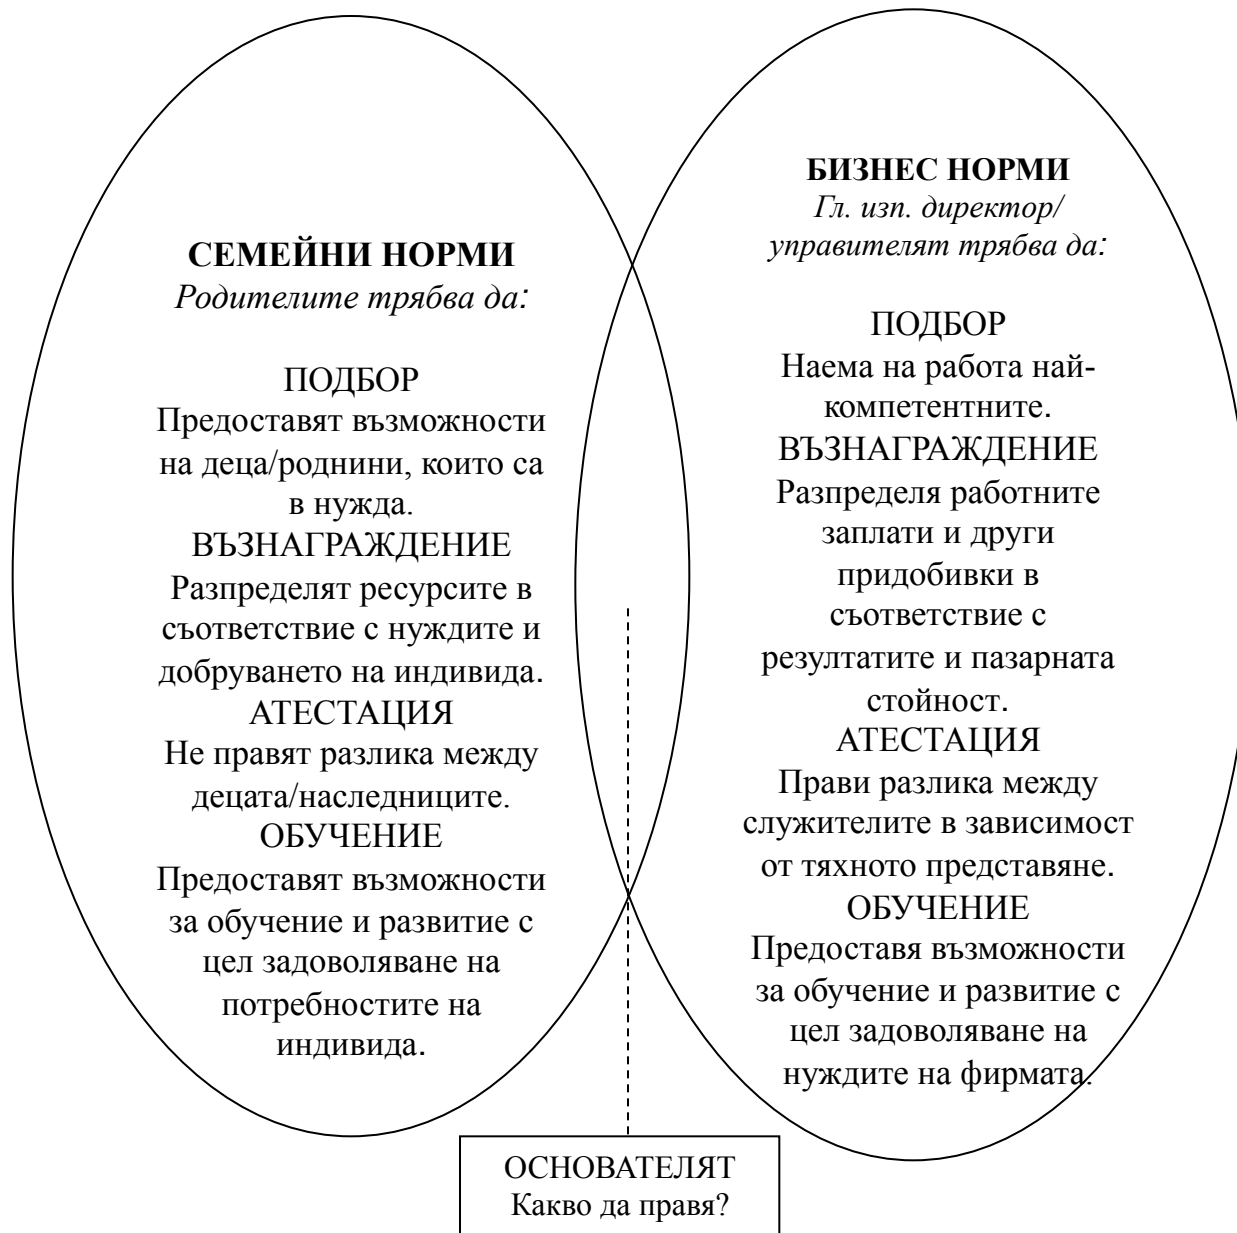 СЕМЕЙНИ НОРМИ
Родителите трябва да:
ПОДБОР
Предоставят възможности
на деца/роднини, които са
в нужда.
ВЪЗНАГРАЖДЕНИЕ
Разпределят ресурсите в
съответствие с нуждите и
добруването на индивида.
АТЕСТАЦИЯ
Не правят разлика между
децата/наследниците.
ОБУЧЕНИЕ
Предоставят възможности
за обучение и развитие с
цел задоволяване на
потребностите на
индивида.
БИЗНЕС НОРМИ
Гл. изп. директор/
управителят трябва да:
ПОДБОР
Наема на работа най-
компетентните.
ВЪЗНАГРАЖДЕНИЕ
Разпределя работните
заплати и други
придобивки в
съответствие с
резултатите и пазарната
стойност.
АТЕСТАЦИЯ
Прави разлика между
служителите в зависимост
от тяхното представяне.
ОБУЧЕНИЕ
Предоставя възможности
за обучение и развитие с
цел задоволяване на
нуждите на фирмата.
ОСНОВАТЕЛЯТ
Какво да правя?